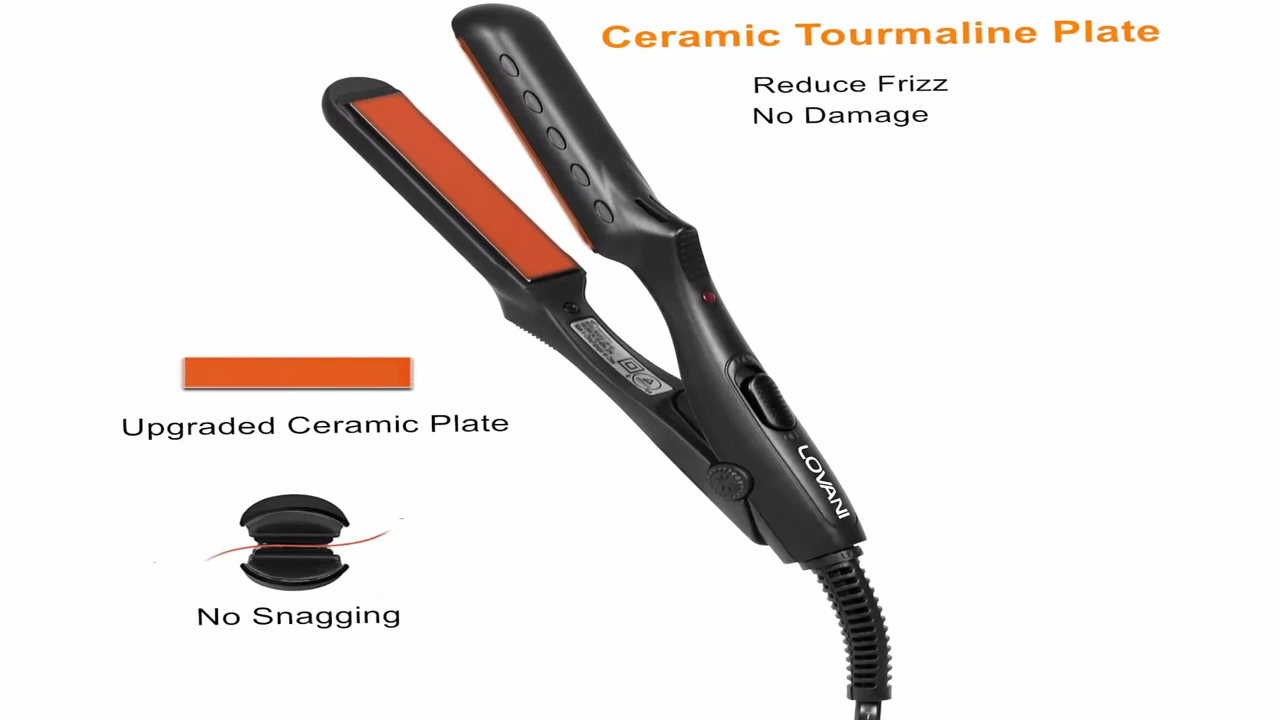 Ceramic Tourmaline Plate
Reduce Frizz
No Damage
Upgraded Ceramic Plate
LOVANI
No Snagging